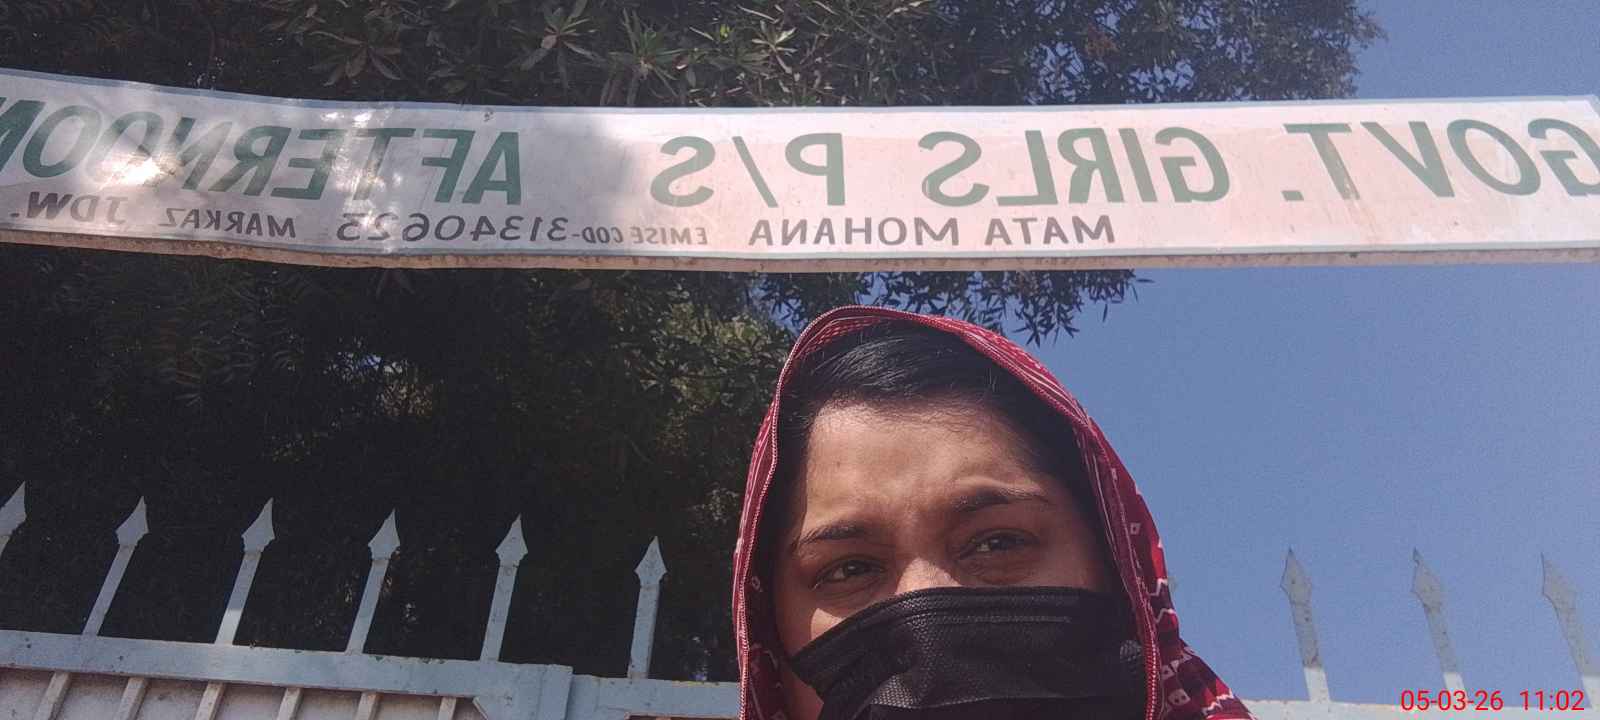 GOVT. GIRLS P/S AFTERNOON
MATA MOHANA EMISE COD-31340625 MARKAZ JDW.
05-03-26 11:02